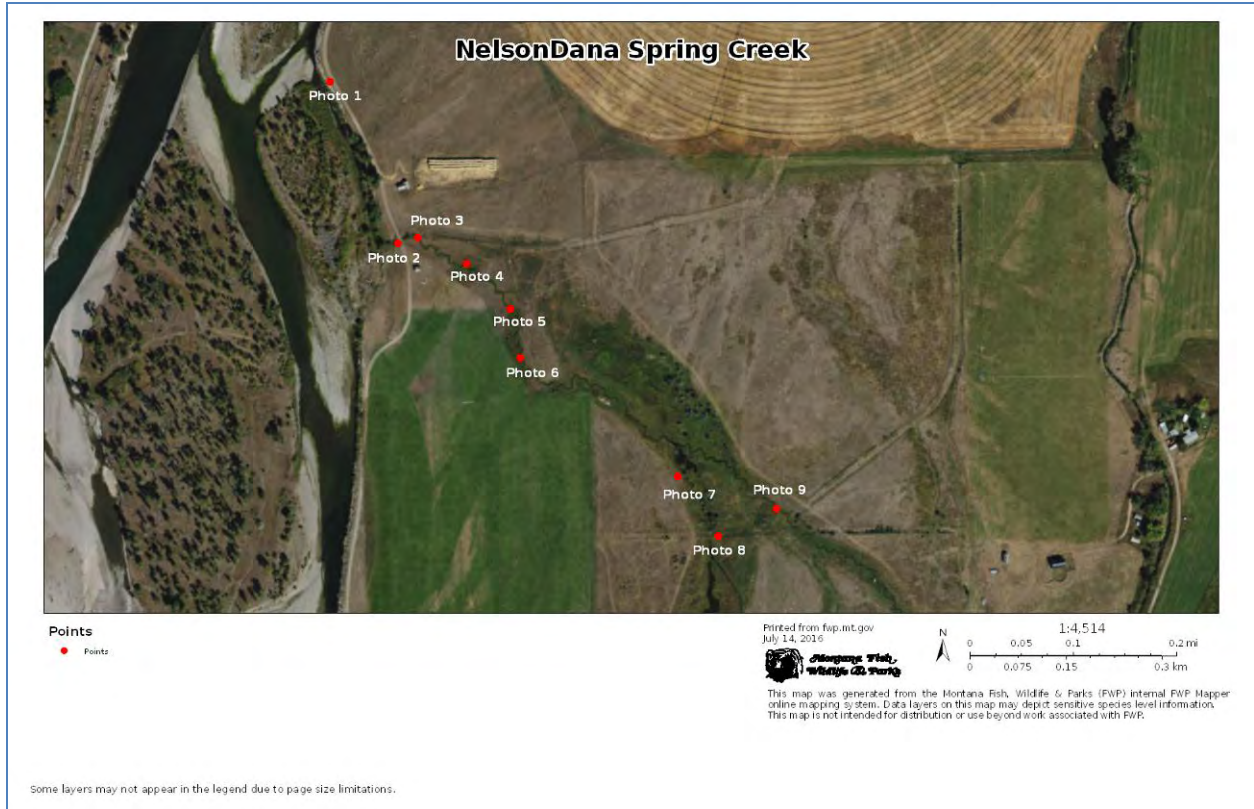 NelsonDana Spring Creek
Photo 1
Photo 3
Photo 2
Photo 4
Photo 5
Photo 6
Photo 7
Photo 9
Photo 8
Points
Points
Printed from fwp.mt.gov
July 14, 2016
Montana Fish,
Wildlife & Parks
N
1:4,514
0 0.05 0.1 0.2 mi
0 0.075 0.15 0.3 km
This map was generated from the Montana Fish, Wildlife & Parks (FWP) internal FWP Mapper
online mapping system. Data layers on this map may depict sensitive species level information.
This map is not intended for distribution or use beyond work associated with FWP.
Some layers may not appear in the legend due to page size limitations.